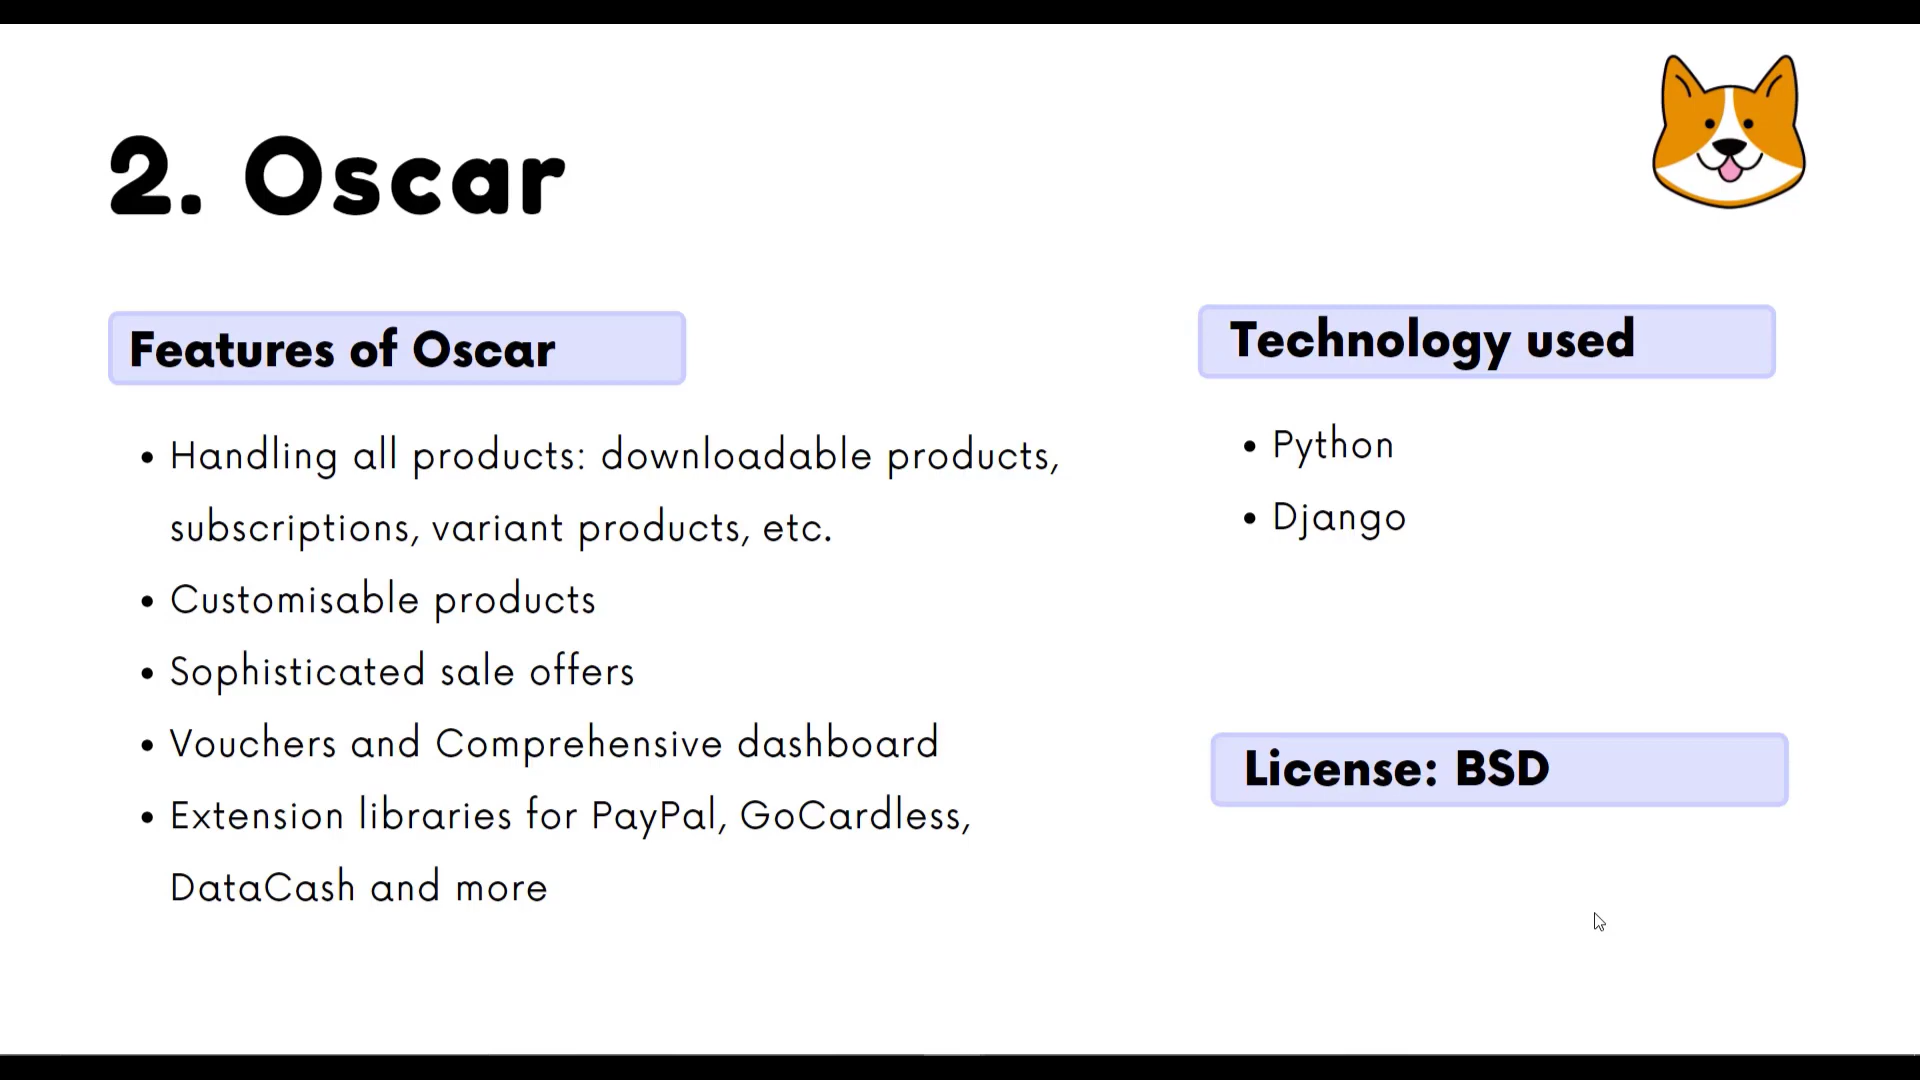 2. Oscar
Features of Oscar
• Handling all products: downloadable products,
subscriptions, variant products, etc.
• Customisable products
• Sophisticated sale offers
• Vouchers and Comprehensive dashboard
• Extension libraries for PayPal, GoCardless,
DataCash and more
Technology used
• Python
• Django
License: BSD